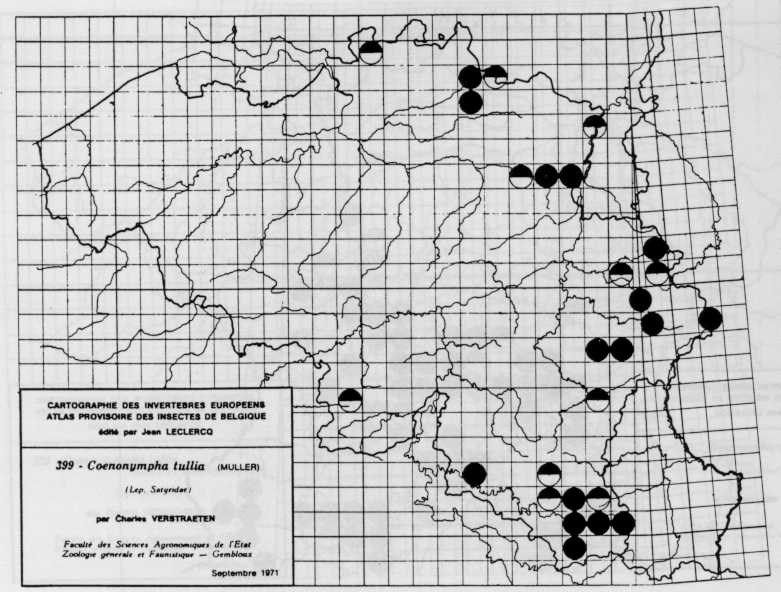 CARTOGRAPHIE DES INVERTEBRES EUROPEENS
ATLAS PROVISOIRE DES INSECTES DE BELGIQUE
édité par Jean LECLERCQ
399 - Coenonympha tullia (MULLER)
(Lep. Satyridae)
par Charles VERSTRAETEN
Faculté des Sciences Agronomiques de l'Etat
Zoologie générale et Faunistique — Gembloux
Septembre 1971